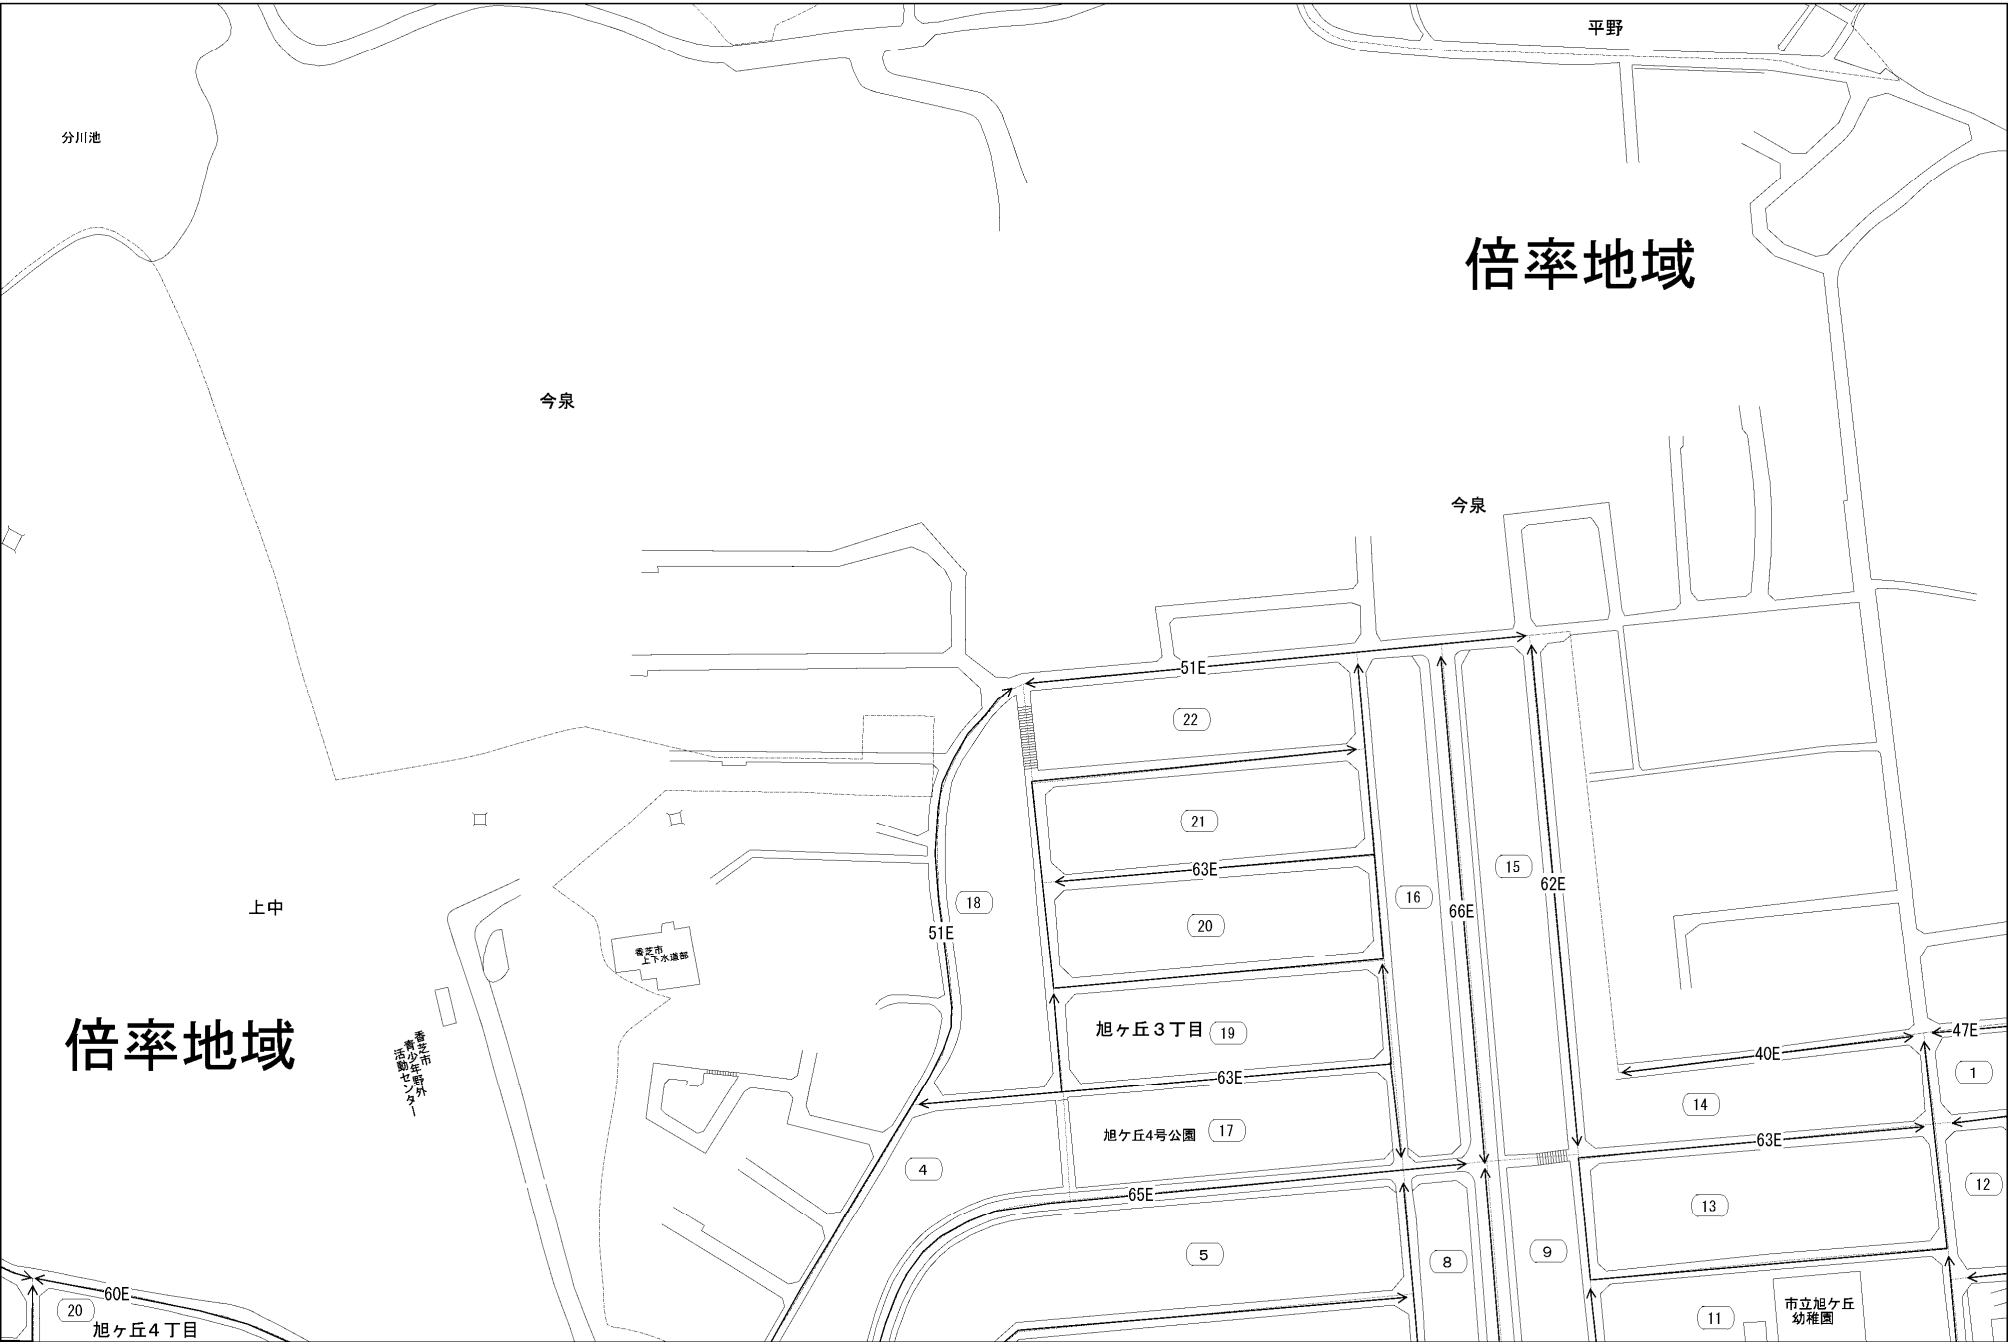 平野
分川池
倍率地域
今泉
今泉
51E
22
21
15
62E
63E
16
18
66E
上中
20
51E
香芝市
上下水道部
倍率地域
旭ヶ丘３丁目
19
47E
香芝市
青少年野外
活動センター
40E
1
63E
14
旭ケ丘4号公園
17
63E
4
12
65E
13
5
9
8
60E
20
市立旭ケ丘
幼稚園
11
旭ヶ丘４丁目